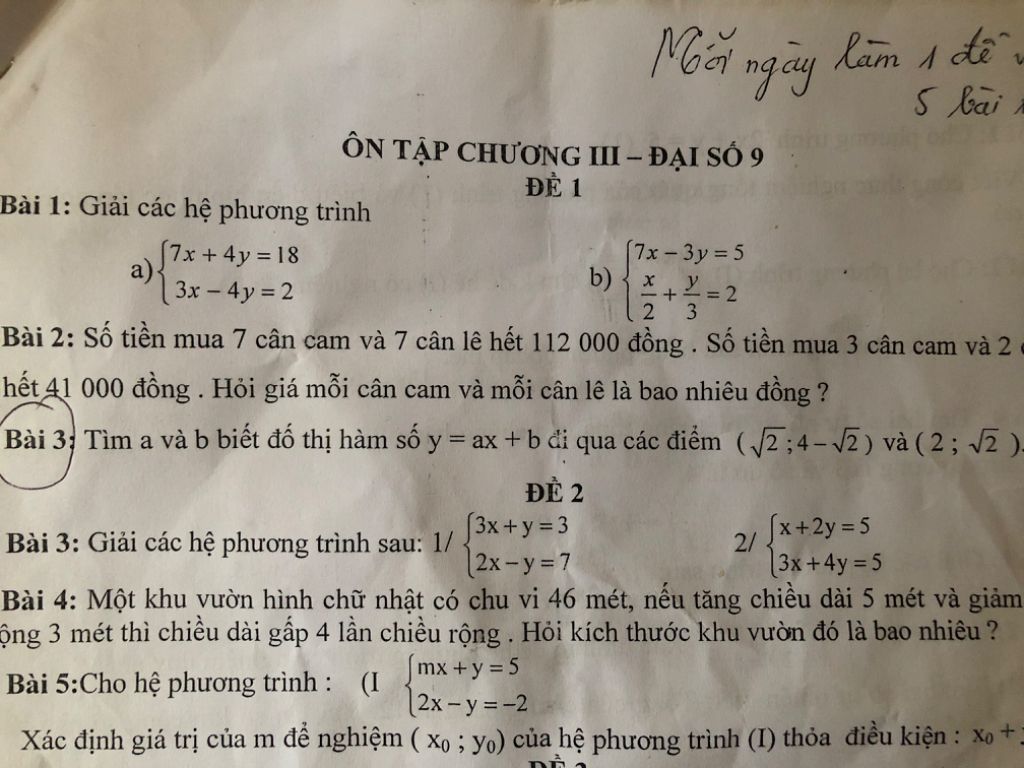 Mỗi ngày làm 1 đề
5 bài
ÔN TẬP CHƯƠNG III – ĐẠI SỐ 9
ĐỀ 1
Bài 1: Giải các hệ phương trình
a) {7x + 4y = 18
3x – 4y = 2
b) {7x – 3y = 5
x/2 + y/3 = 2
Bài 2: Số tiền mua 7 cân cam và 7 cân lê hết 112 000 đồng . Số tiền mua 3 cân cam và 2
hết 41 000 đồng . Hỏi giá mỗi cân cam và mỗi cân lê là bao nhiêu đồng ?
Bài 3: Tìm a và b biết đố thị hàm số y = ax + b đi qua các điểm (√2 ; 4 – √2 ) và ( 2 ; √2 ).
ĐỀ 2
Bài 3: Giải các hệ phương trình sau: 1/ {3x + y = 3
2x – y = 7
2/ {x + 2y = 5
3x + 4y = 5
Bài 4: Một khu vườn hình chữ nhật có chu vi 46 mét, nếu tăng chiều dài 5 mét và giảm
ộng 3 mét thì chiều dài gấp 4 lần chiều rộng . Hỏi kích thước khu vườn đó là bao nhiêu ?
Bài 5:Cho hệ phương trình : (I {mx + y = 5
2x – y = –2
Xác định giá trị của m để nghiệm ( x₀ ; y₀) của hệ phương trình (I) thỏa điều kiện : x₀ +